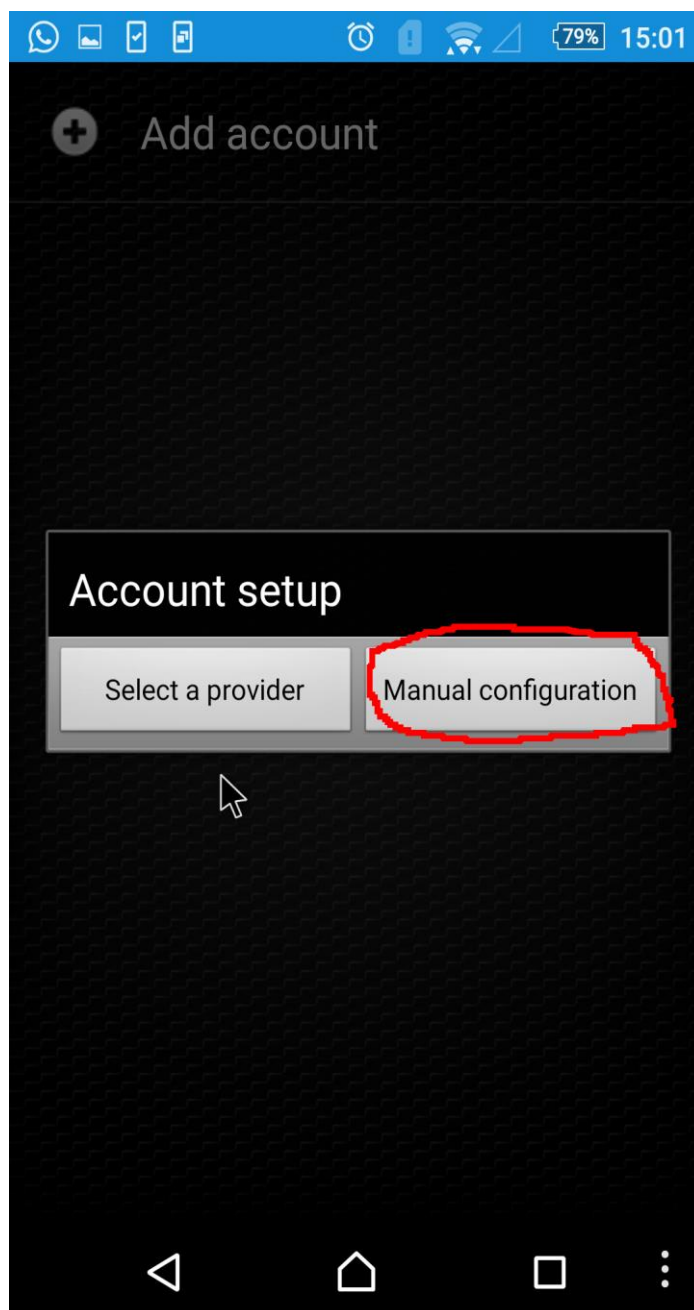 79% 15:01
Add account
Account setup
Select a provider Manual configuration